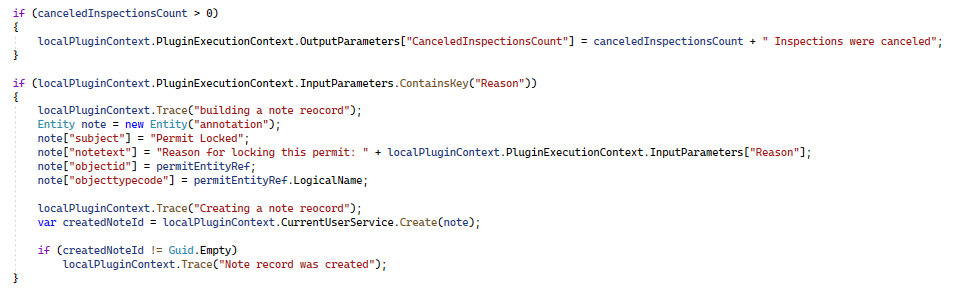 if (canceledInspectionsCount > 0)
{
    localPluginContext.PluginExecutionContext.OutputParameters["CanceledInspectionsCount"] = canceledInspectionsCount + " Inspections were canceled";
}
if (localPluginContext.PluginExecutionContext.InputParameters.ContainsKey("Reason"))
{
    localPluginContext.Trace("building a note reocord");
    Entity note = new Entity("annotation");
    note["subject"] = "Permit Locked";
    note["notetext"] = "Reason for locking this permit: " + localPluginContext.PluginExecutionContext.InputParameters["Reason"];
    note["objectid"] = permitEntityRef;
    note["objecttypecode"] = permitEntityRef.LogicalName;
    localPluginContext.Trace("Creating a note reocord");
    var createdNoteId = localPluginContext.CurrentUserService.Create(note);
    if (createdNoteId != Guid.Empty)
        localPluginContext.Trace("Note record was created");
}